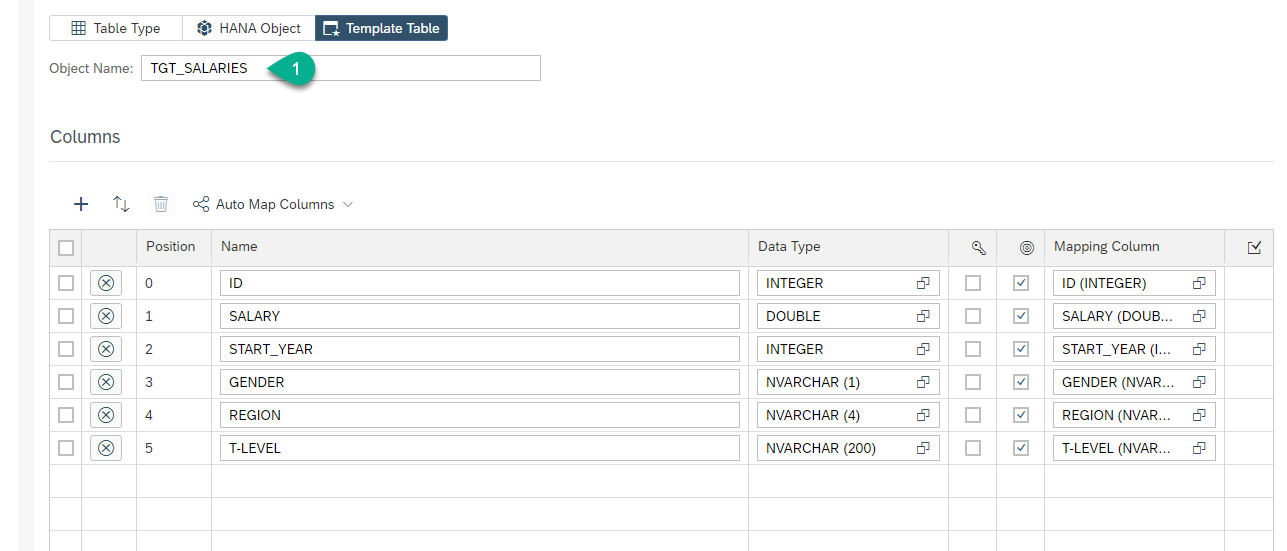 Table Type HANA Object Template Table
Object Name: TGT_SALARIES 1
Columns
Auto Map Columns
Position Name Data Type Mapping Column
0 ID INTEGER ID (INTEGER)
1 SALARY DOUBLE SALARY (DOUB...
2 START_YEAR INTEGER START_YEAR (I...
3 GENDER NVARCHAR (1) GENDER (NVAR...
4 REGION NVARCHAR (4) REGION (NVAR...
5 T-LEVEL NVARCHAR (200) T-LEVEL (NVAR...